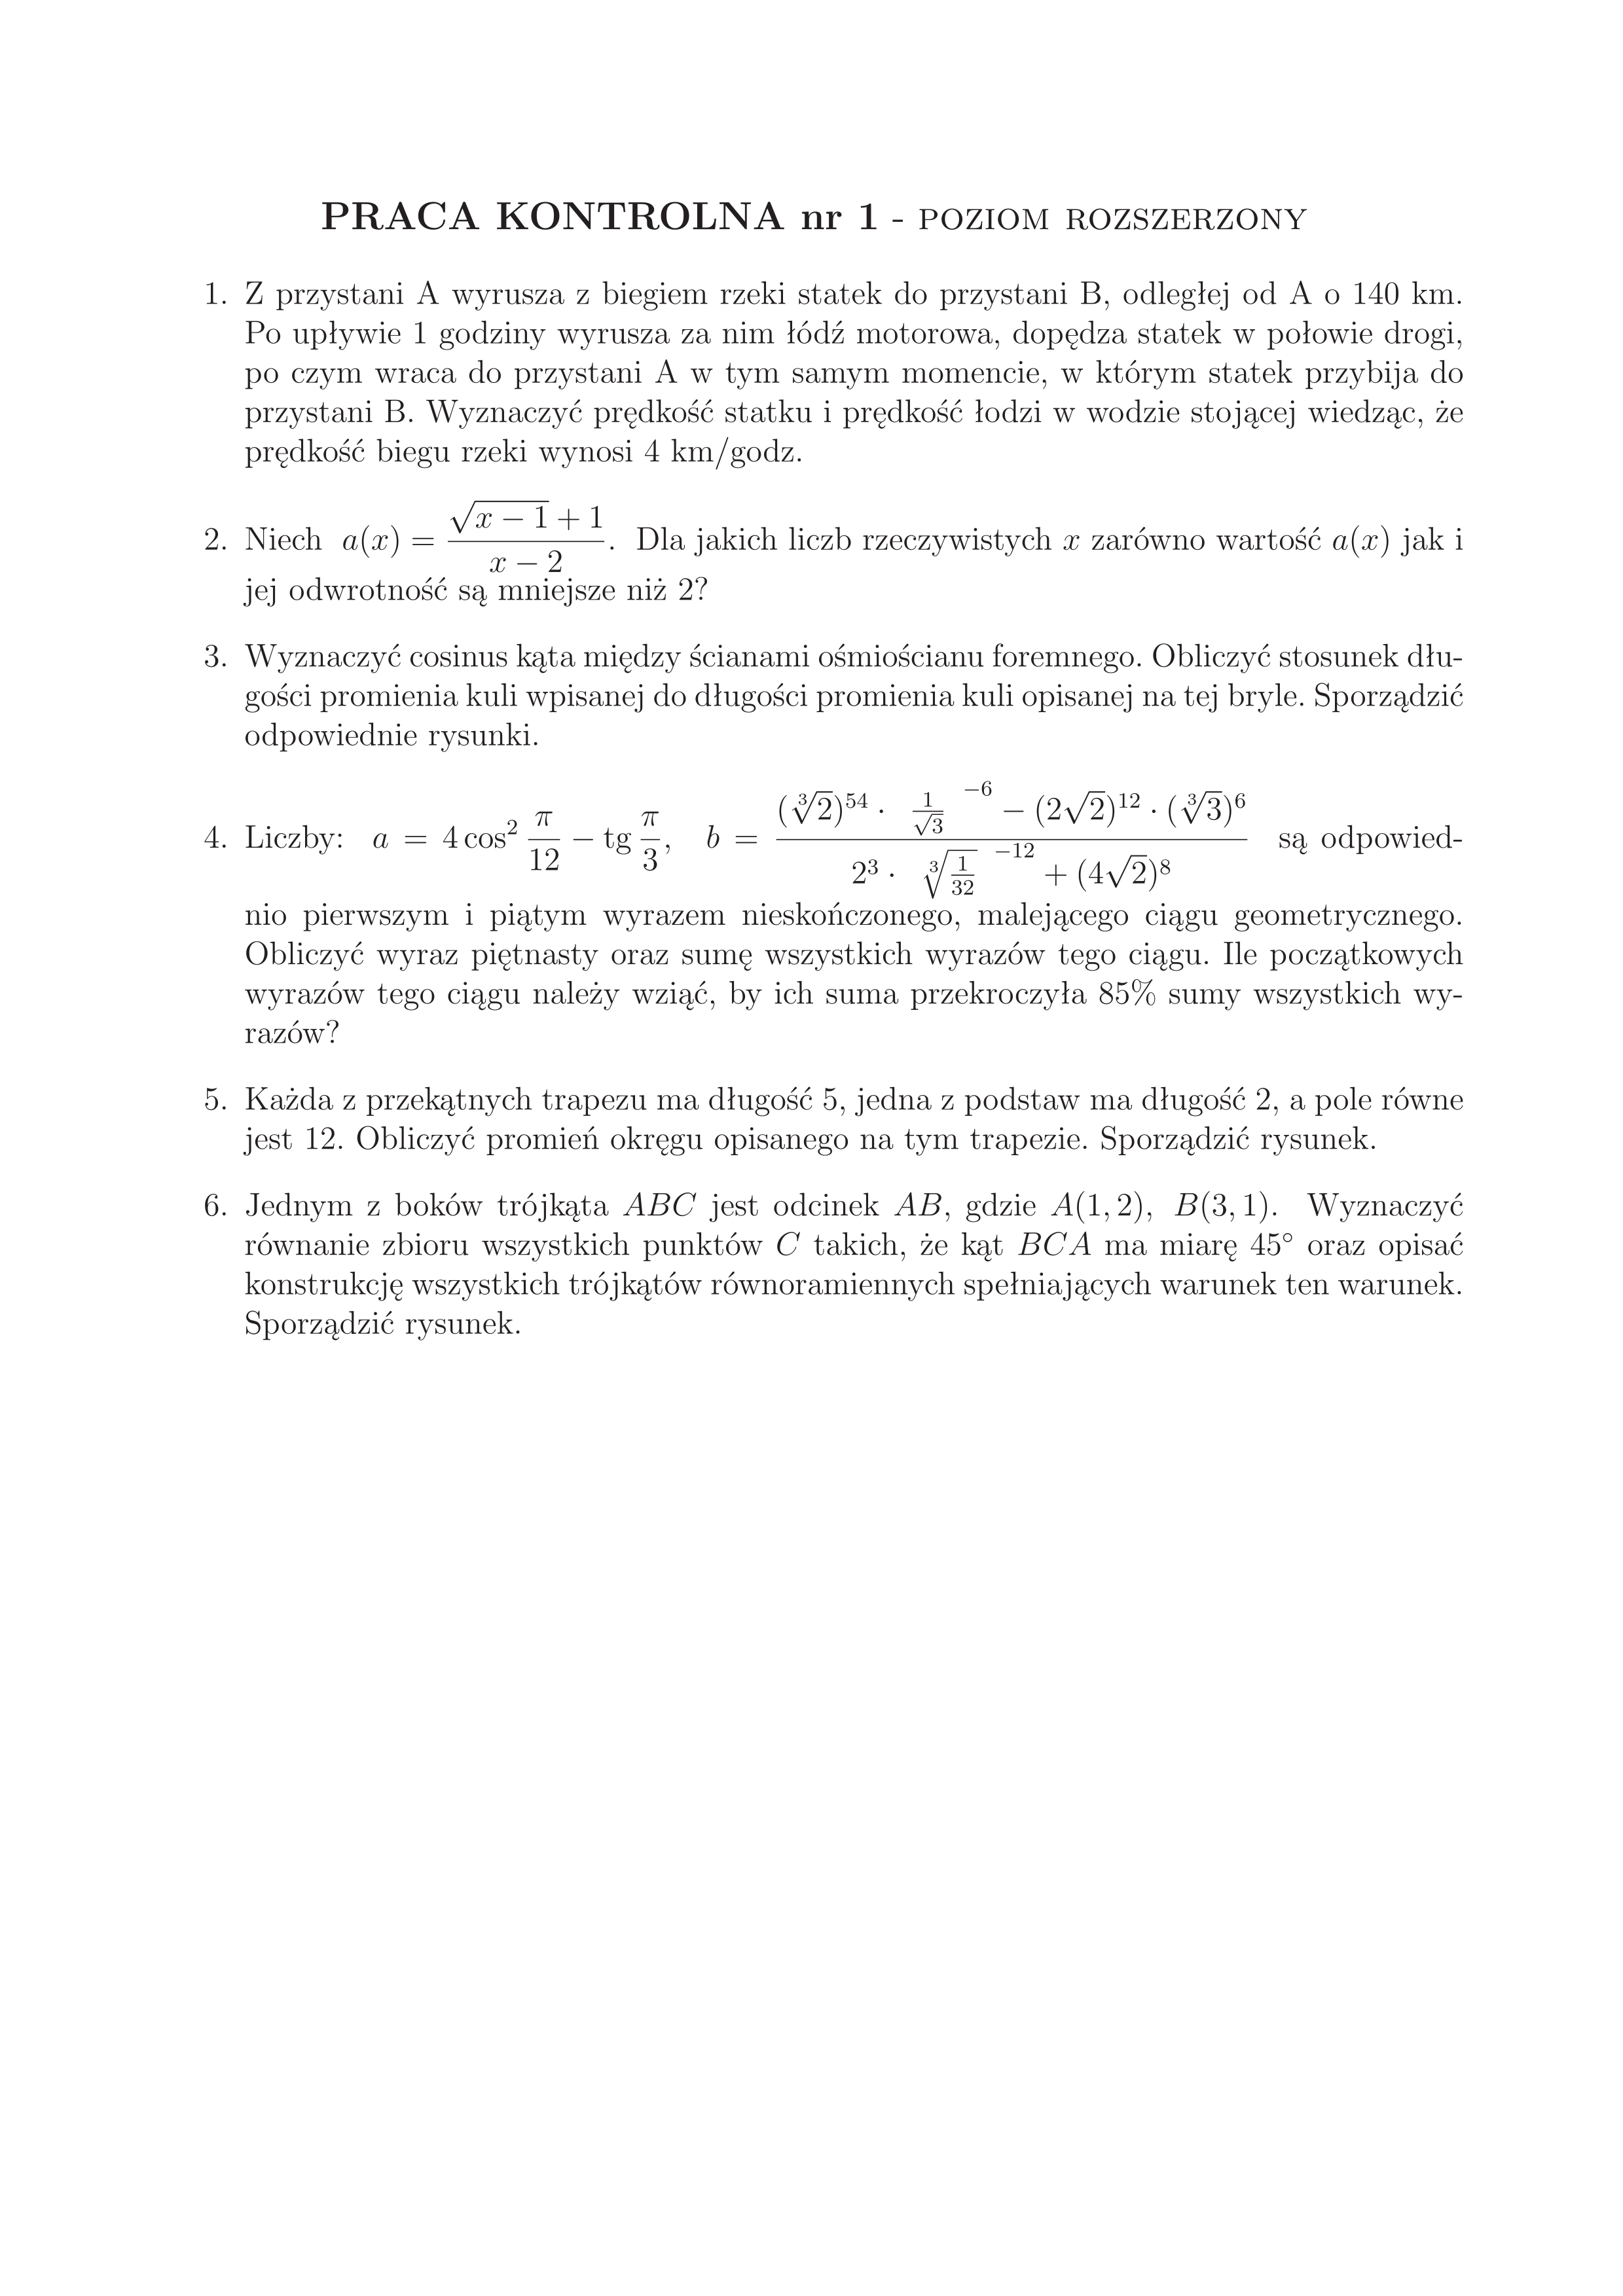 PRACA KONTROLNA nr 1 - POZIOM ROZSZERZONY
1. Z przystani A wyrusza z biegiem rzeki statek do przystani B, odległej od A o 140 km.
Po upływie 1 godziny wyrusza za nim łódź motorowa, dopędza statek w połowie drogi,
po czym wraca do przystani A w tym samym momencie, w którym statek przybija do
przystani B. Wyznaczyć prędkość statku i prędkość łodzi w wodzie stojącej wiedząc, że
prędkość biegu rzeki wynosi 4 km/godz.
2. Niech $a(x) = \frac{\sqrt{x-1}+1}{x-2}$. Dla jakich liczb rzeczywistych $x$ zarówno wartość $a(x)$ jak i
jej odwrotność są mniejsze niż 2?
3. Wyznaczyć cosinus kąta między ścianami ośmiościanu foremnego. Obliczyć stosunek dłu-
gości promienia kuli wpisanej do długości promienia kuli opisanej na tej bryle. Sporządzić
odpowiednie rysunki.
4. Liczby: $a = 4\cos^2\frac{\pi}{12} - \operatorname{tg}\frac{\pi}{3}$, $b = \frac{(\sqrt[3]{2})^{54} \cdot \frac{1}{\sqrt{3}}^{-6} - (2\sqrt{2})^{12} \cdot (\sqrt[3]{3})^6}{2^3 \cdot \sqrt[3]{\frac{1}{32}}^{-12} + (4\sqrt{2})^8}$ są odpowied-
nio pierwszym i piątym wyrazem nieskończonego, malejącego ciągu geometrycznego.
Obliczyć wyraz piętnasty oraz sumę wszystkich wyrazów tego ciągu. Ile początkowych
wyrazów tego ciągu należy wziąć, by ich suma przekroczyła 85% sumy wszystkich wy-
razów?
5. Każda z przekątnych trapezu ma długość 5, jedna z podstaw ma długość 2, a pole równe
jest 12. Obliczyć promień okręgu opisanego na tym trapezie. Sporządzić rysunek.
6. Jednym z boków trójkąta $ABC$ jest odcinek $AB$, gdzie $A(1, 2)$, $B(3, 1)$. Wyznaczyć
równanie zbioru wszystkich punktów $C$ takich, że kąt $BCA$ ma miarę 45° oraz opisać
konstrukcję wszystkich trójkątów równoramiennych spełniających warunek ten warunek.
Sporządzić rysunek.